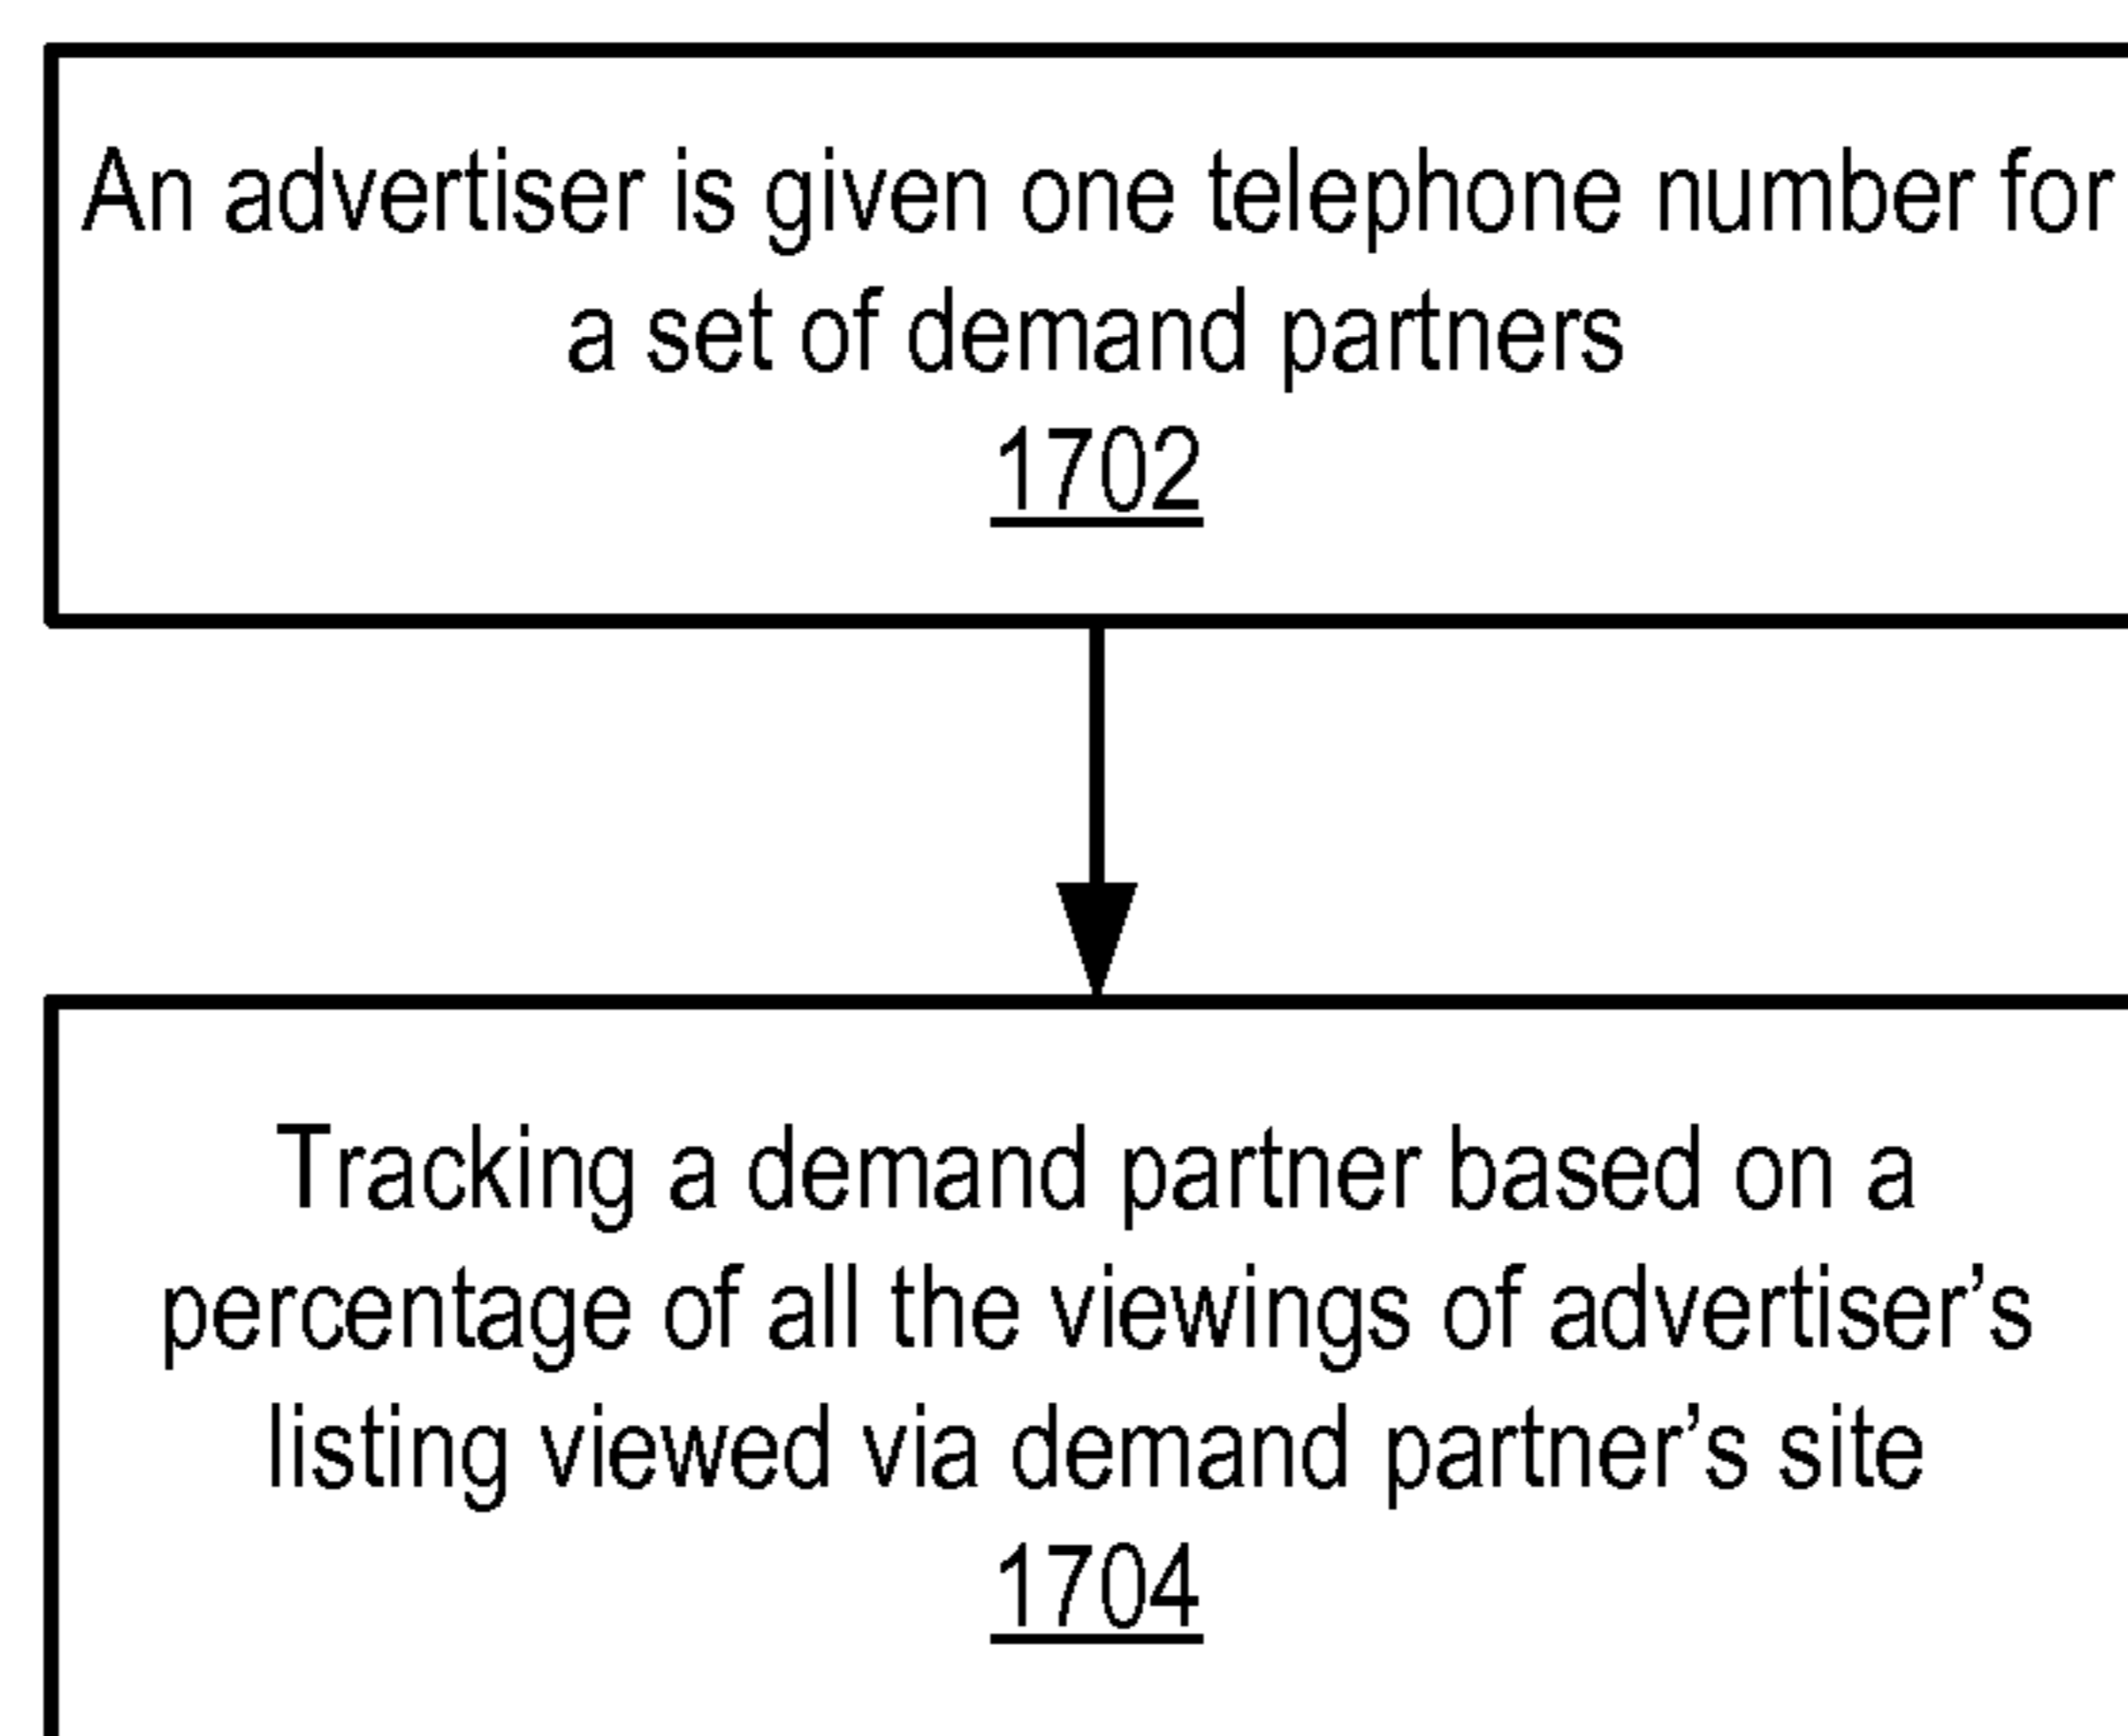 An advertiser is given one telephone number for
a set of demand partners
1702
Tracking a demand partner based on a
percentage of all the viewings of advertiser’s
listing viewed via demand partner’s site
1704